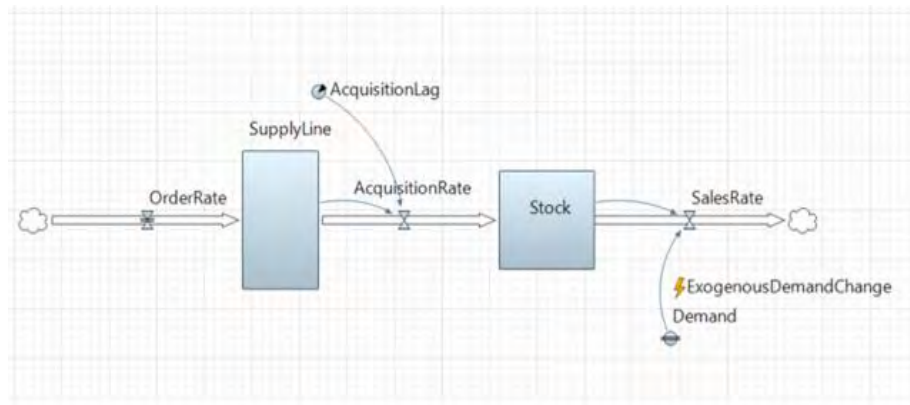 AcquisitionLag
SupplyLine
OrderRate
AcquisitionRate
Stock
SalesRate
ExogenousDemandChange
Demand